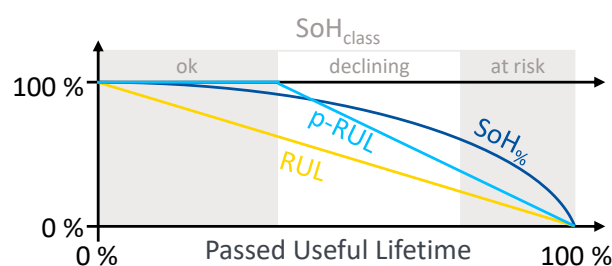 SoH_class
ok declining at risk
100 %
p-RUL
SoH_%
RUL
0 %
0 % Passed Useful Lifetime 100 %